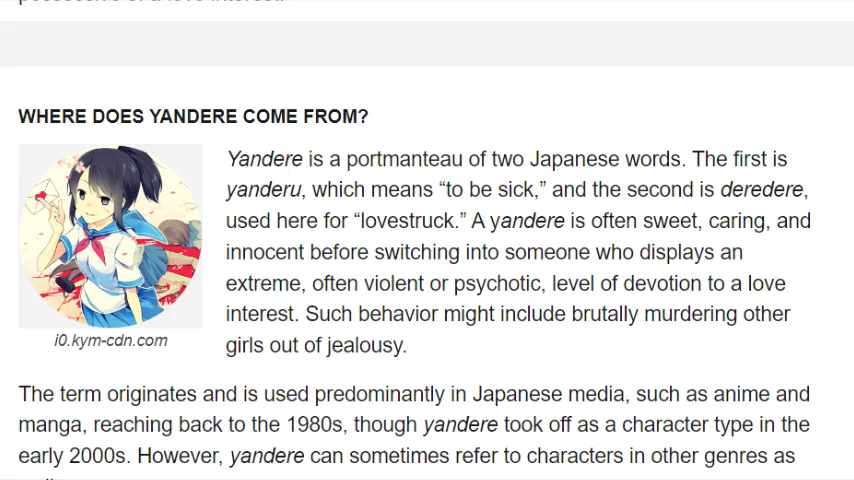 WHERE DOES YANDERE COME FROM?
Yandere is a portmanteau of two Japanese words. The first is
yanderu, which means “to be sick,” and the second is deredere,
used here for “lovestruck.” A yandere is often sweet, caring, and
innocent before switching into someone who displays an
extreme, often violent or psychotic, level of devotion to a love
interest. Such behavior might include brutally murdering other
girls out of jealousy.
i0.kym-cdn.com
The term originates and is used predominantly in Japanese media, such as anime and
manga, reaching back to the 1980s, though yandere took off as a character type in the
early 2000s. However, yandere can sometimes refer to characters in other genres as